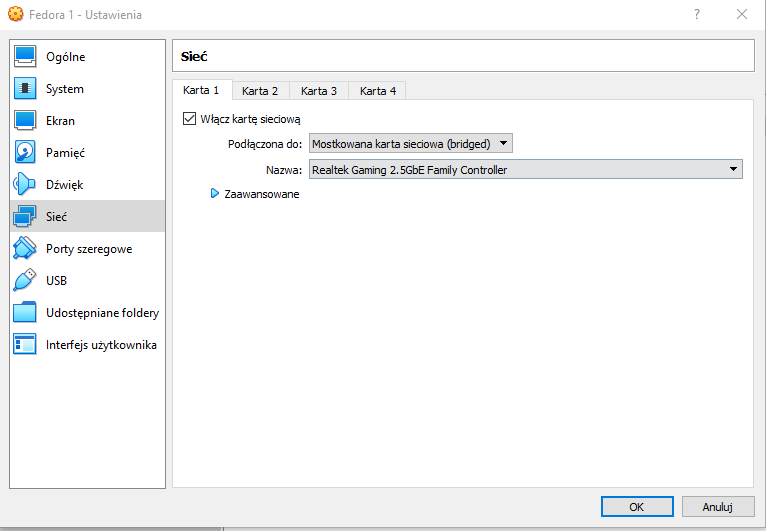 Fedora 1 - Ustawienia
?
Ogólne
System
Ekran
Pamięć
Dźwięk
Sieć
Porty szeregowe
USB
Udostępniane foldery
Interfejs użytkownika
Sieć
Karta 1 Karta 2 Karta 3 Karta 4
Włącz kartę sieciową
Podłączona do: Mostkowana karta sieciowa (bridged)
Nazwa: Realtek Gaming 2.5GbE Family Controller
Zaawansowane
OK Anuluj